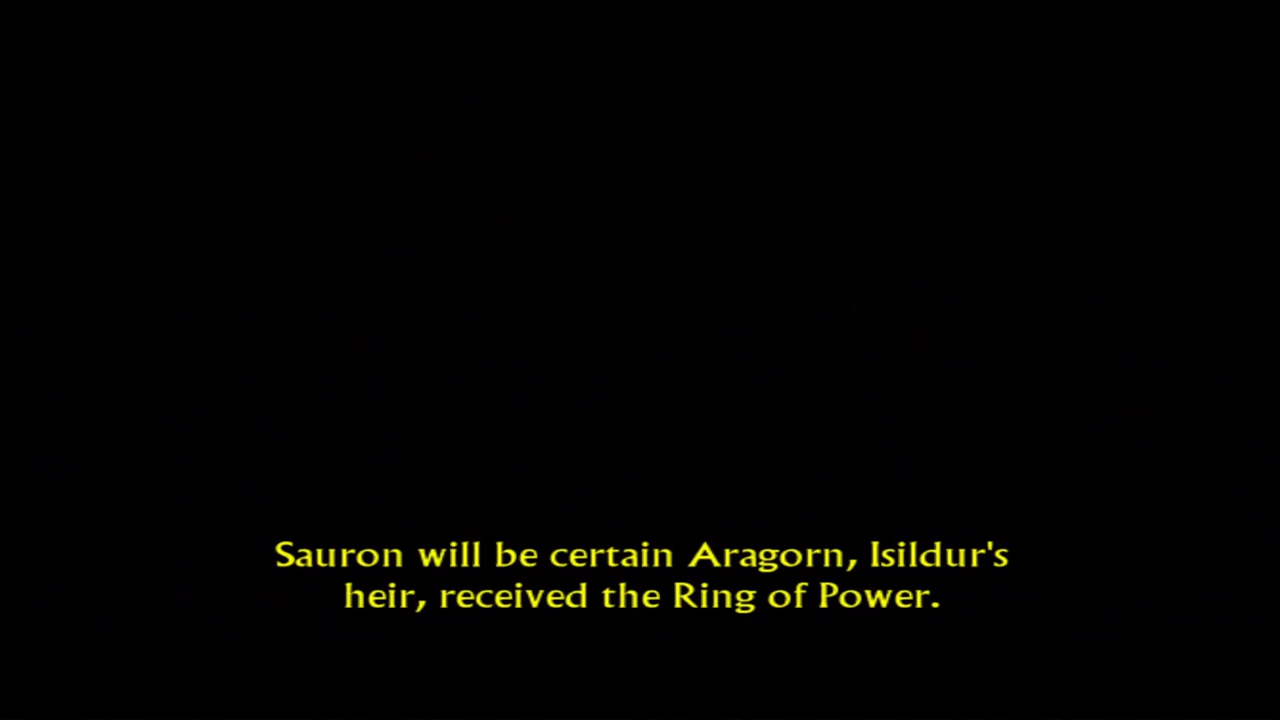 Sauron will be certain Aragorn, Isildur's
heir, received the Ring of Power.